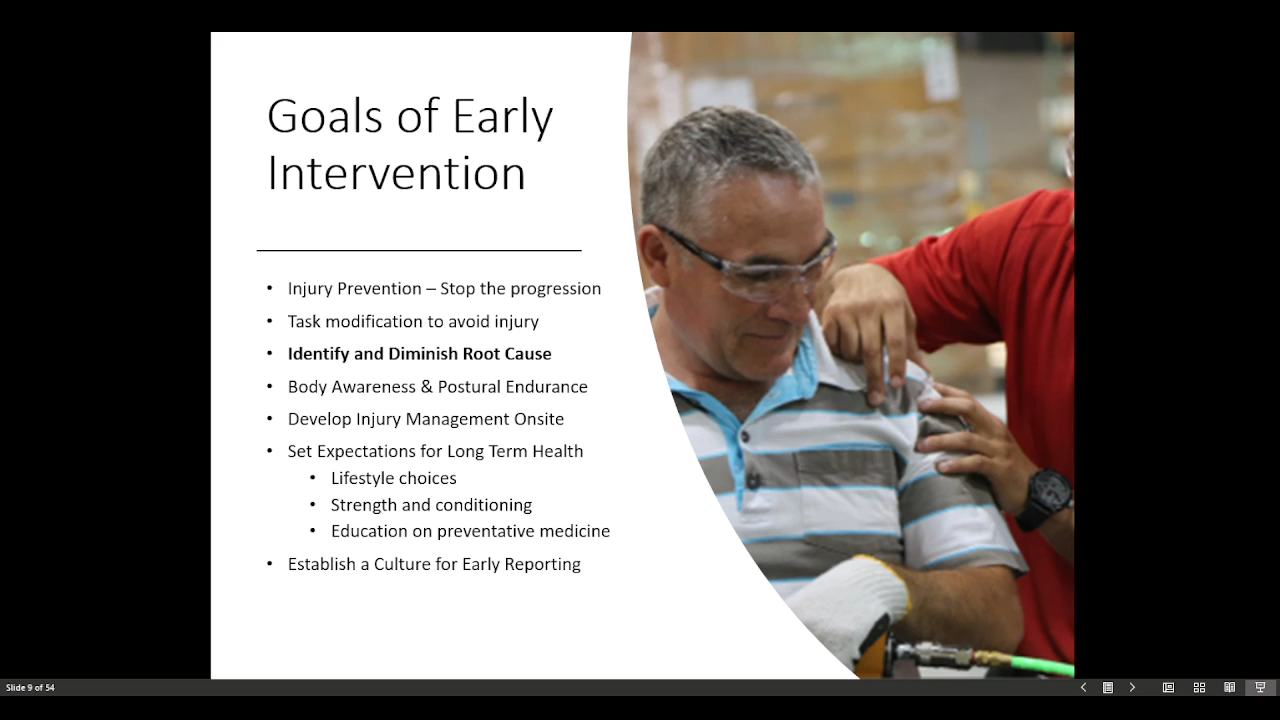 Goals of Early
Intervention
• Injury Prevention – Stop the progression
• Task modification to avoid injury
• Identify and Diminish Root Cause
• Body Awareness & Postural Endurance
• Develop Injury Management Onsite
• Set Expectations for Long Term Health
• Lifestyle choices
• Strength and conditioning
• Education on preventative medicine
• Establish a Culture for Early Reporting
Slide 9 of 54